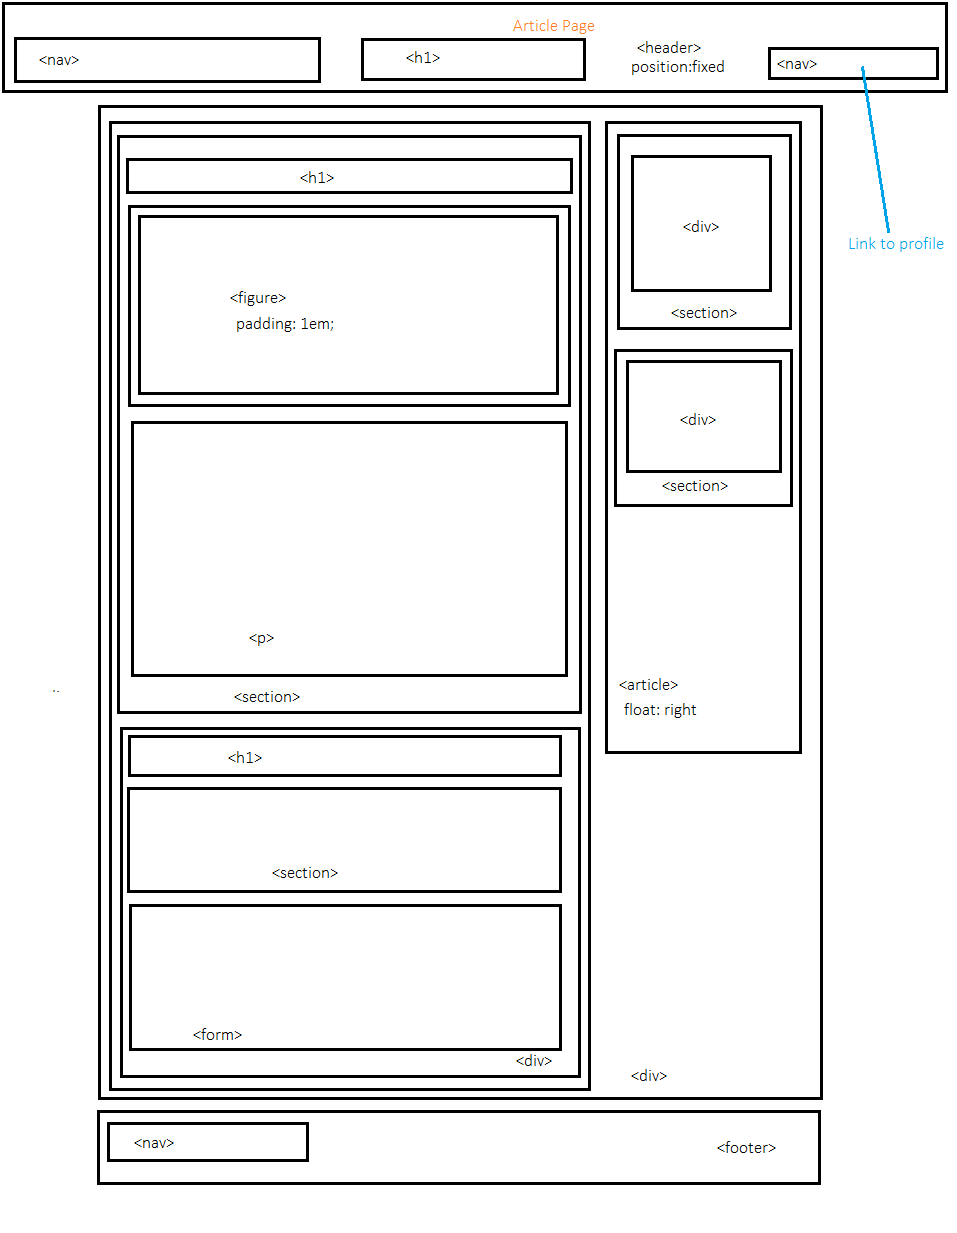 Article Page
<nav>
<h1>
<header>
position:fixed
<nav>
Link to profile
<h1>
<figure>
padding: 1em;
<p>
<section>
<div>
<section>
<div>
<section>
<article>
float: right
..
<h1>
<section>
<form>
<div>
<div>
<nav>
<footer>